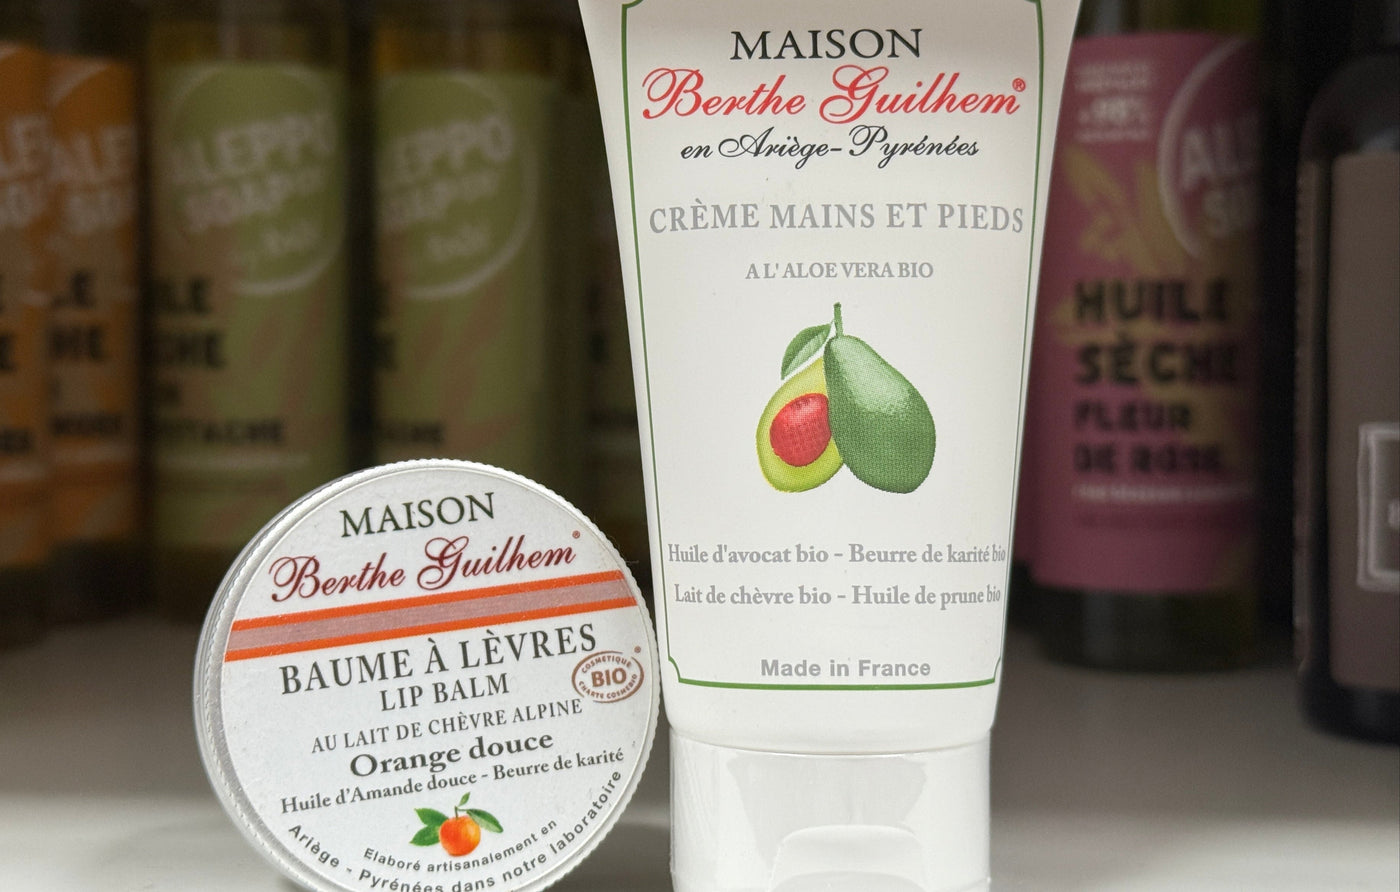 MAISON
Berthe Guilhem®
en Ariège-Pyrénées
CRÈME MAINS ET PIEDS
A L'ALOE VERA BIO
Huile d'avocat bio - Beurre de karité bio
Lait de chèvre bio - Huile de prune bio
Made in France
MAISON
Berthe Guilhem®
BAUME À LÈVRES
LIP BALM
COSMETIQUE
BIO
CHARTE COSMEBIO
AU LAIT DE CHÈVRE ALPINE
Orange douce
Huile d'Amande douce - Beurre de karité
Elaboré artisanalement en
Ariège - Pyrénées dans notre laboratoire
ALEPPO
SOAP
ALEPPO
SOAP
HUILE
SÈCHE
FLEUR
DE ROSE